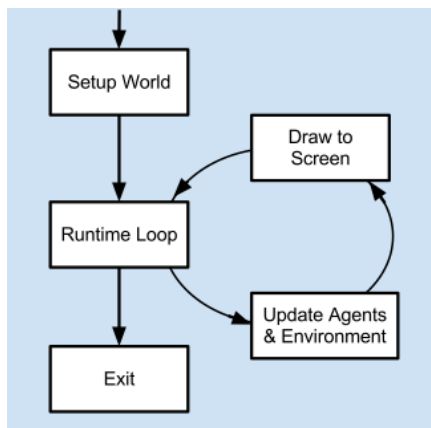 Setup World
Draw to
Screen
Runtime Loop
Update Agents
& Environment
Exit